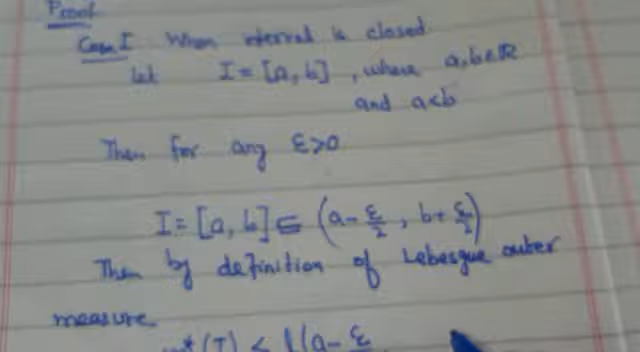 Proof
Case I When interval is closed
Let I = [a, b] , where a, b ∈ R
and a<b
Then for any ε>0
I = [a, b] ⊆ (a - ε/2 , b + ε/2)
Then by definition of Lebesgue outer
measure.
m*(I) ≤ l(a - ε